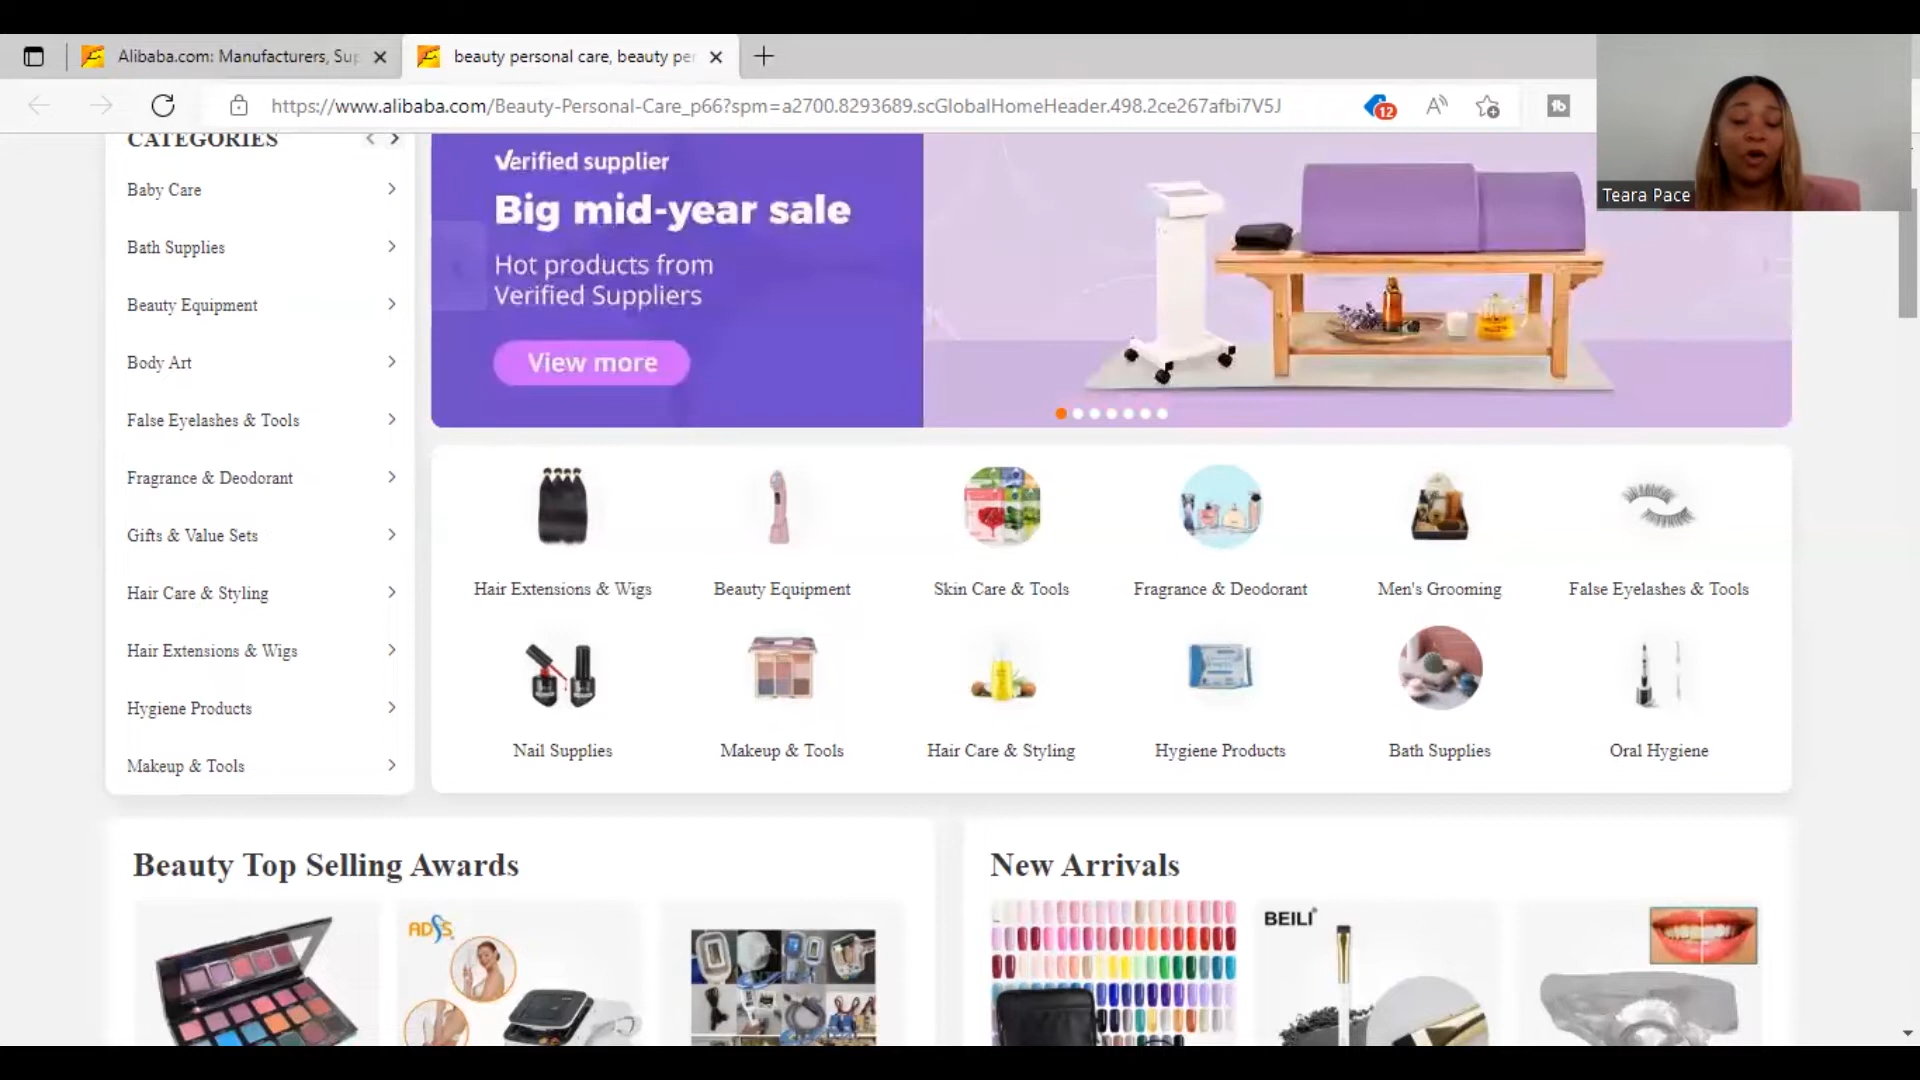 Alibaba.com: Manufacturers, Sup
beauty personal care, beauty per
https://www.alibaba.com/Beauty-Personal-Care_p66?spm=a2700.8293689.scGlobalHomeHeader.498.2ce267afbi7V5J
12
Teara Pace
CATEGORIES
Baby Care
Bath Supplies
Beauty Equipment
Body Art
False Eyelashes & Tools
Fragrance & Deodorant
Gifts & Value Sets
Hair Care & Styling
Hair Extensions & Wigs
Hygiene Products
Makeup & Tools
Verified supplier
Big mid-year sale
Hot products from
Verified Suppliers
View more
Hair Extensions & Wigs
Beauty Equipment
Skin Care & Tools
Fragrance & Deodorant
Men's Grooming
False Eyelashes & Tools
Nail Supplies
Makeup & Tools
Hair Care & Styling
Hygiene Products
Bath Supplies
Oral Hygiene
Beauty Top Selling Awards
ADSS
New Arrivals
BEILI